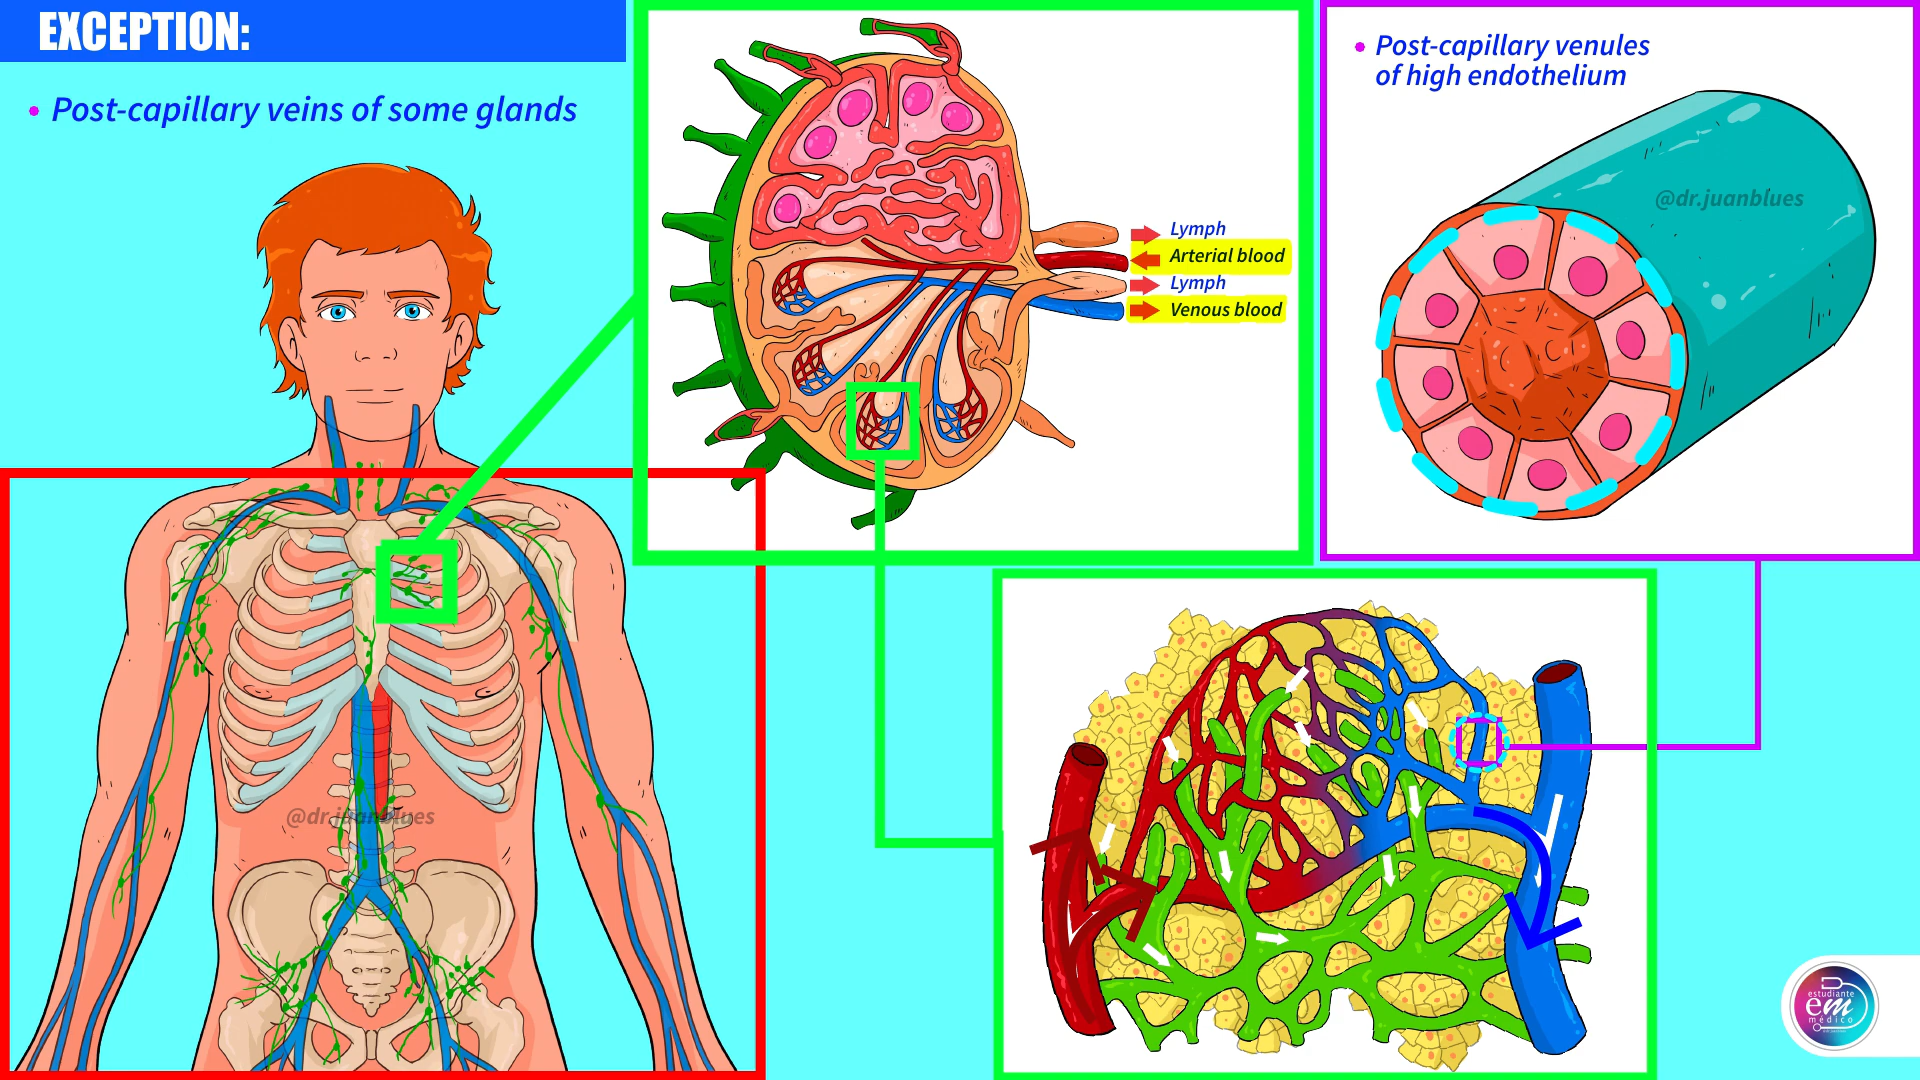 EXCEPTION:
Post-capillary veins of some glands
Lymph
Arterial blood
Lymph
Venous blood
Post-capillary venules
of high endothelium
@dr.juanblues
@dr.juanblues
estudiante
em
médico